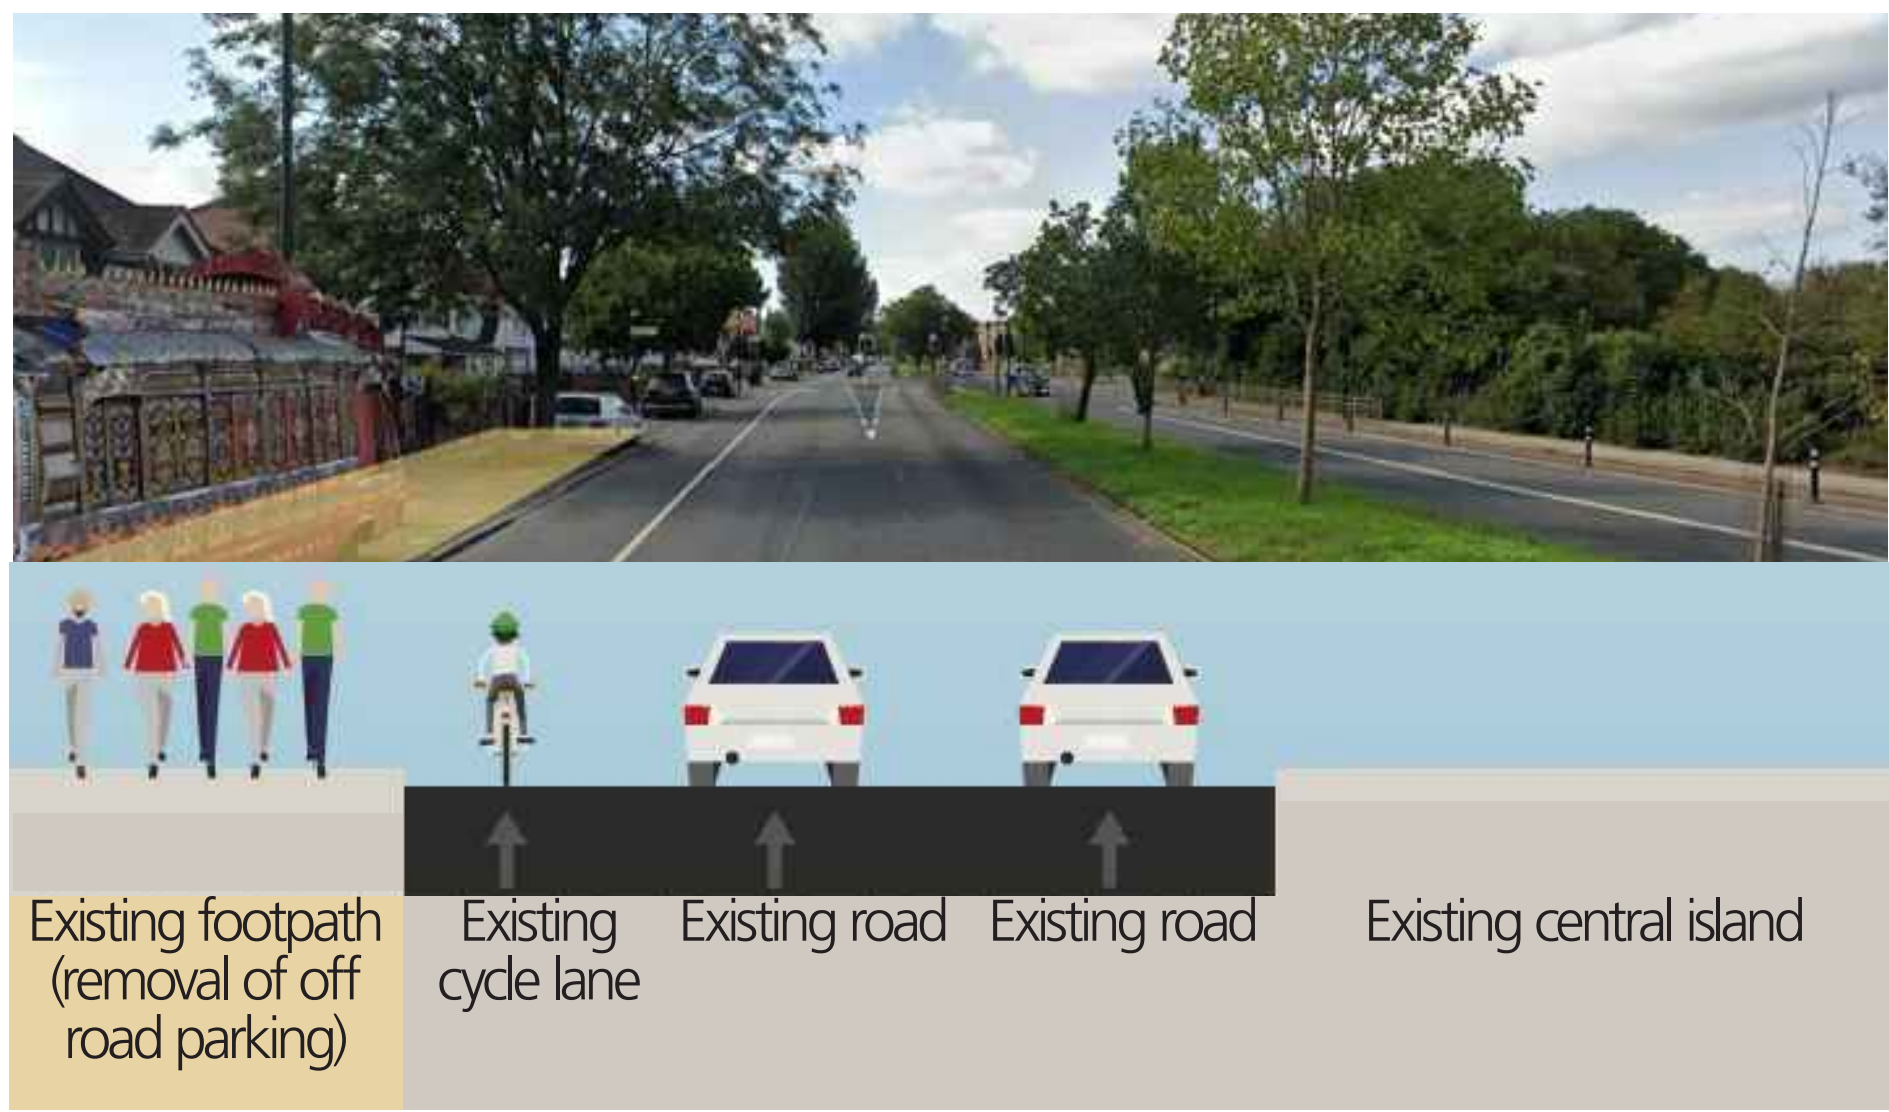 Existing footpath
(removal of off
road parking)
Existing
cycle lane
Existing road
Existing road
Existing central island